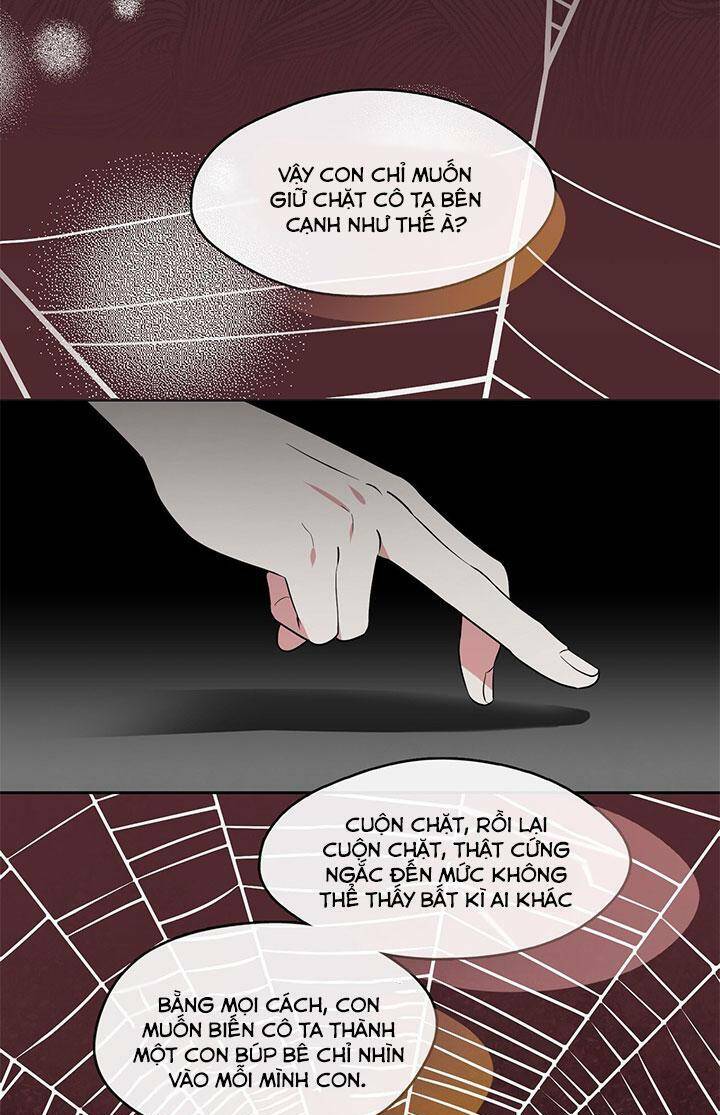 VẬY CON CHỈ MUỐN
GIỮ CHẶT CÔ TA BÊN
CẠNH NHƯ THẾ À?
CUỘN CHẶT, RỒI LẠI
CUỘN CHẶT, THẬT CỨNG
NGẮC ĐẾN MỨC KHÔNG
THỂ THẤY BẤT KÌ AI KHÁC
BẰNG MỌI CÁCH, CON
MUỐN BIẾN CÔ TA THÀNH
MỘT CON BÚP BÊ CHỈ NHÌN
VÀO MỖI MÌNH CON.